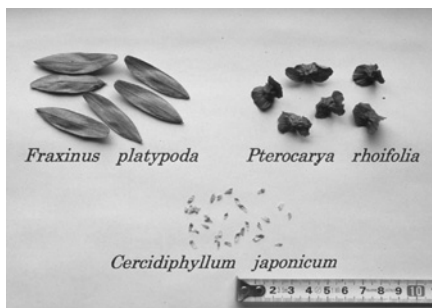 Fraxinus platypoda
Pterocarya rhoifolia
Cercidiphyllum japonicum
2 3 4 5 6 7 8 9 10